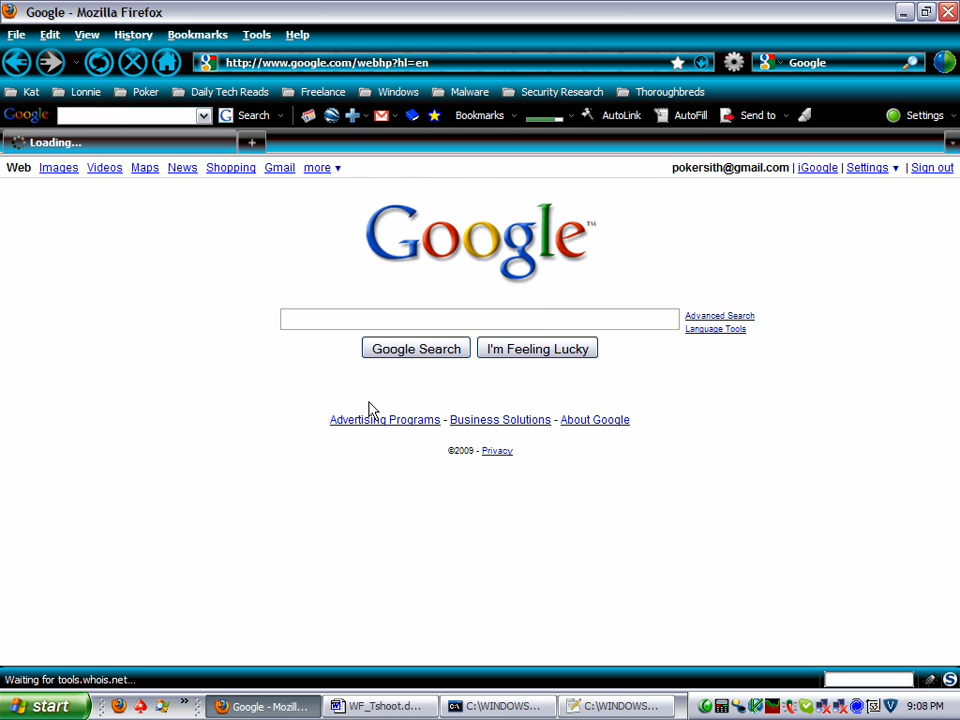 Google - Mozilla Firefox
File Edit View History Bookmarks Tools Help
http://www.google.com/webhp?hl=en Google
Kat Lonnie Poker Daily Tech Reads Freelance Windows Malware Security Research Thoroughbreds
Google G Search Bookmarks AutoLink AutoFill Send to Settings
Loading... +
Web Images Videos Maps News Shopping Gmail more ▼ pokersith@gmail.com | iGoogle | Settings ▼ | Sign out
Google™
Advanced Search
Language Tools
Google Search I'm Feeling Lucky
Advertising Programs - Business Solutions - About Google
©2009 - Privacy
Waiting for tools.whois.net...
start » Google - Mozil... WF_Tshoot.d... C:\WINDOWS... C:\WINDOWS... 9:08 PM